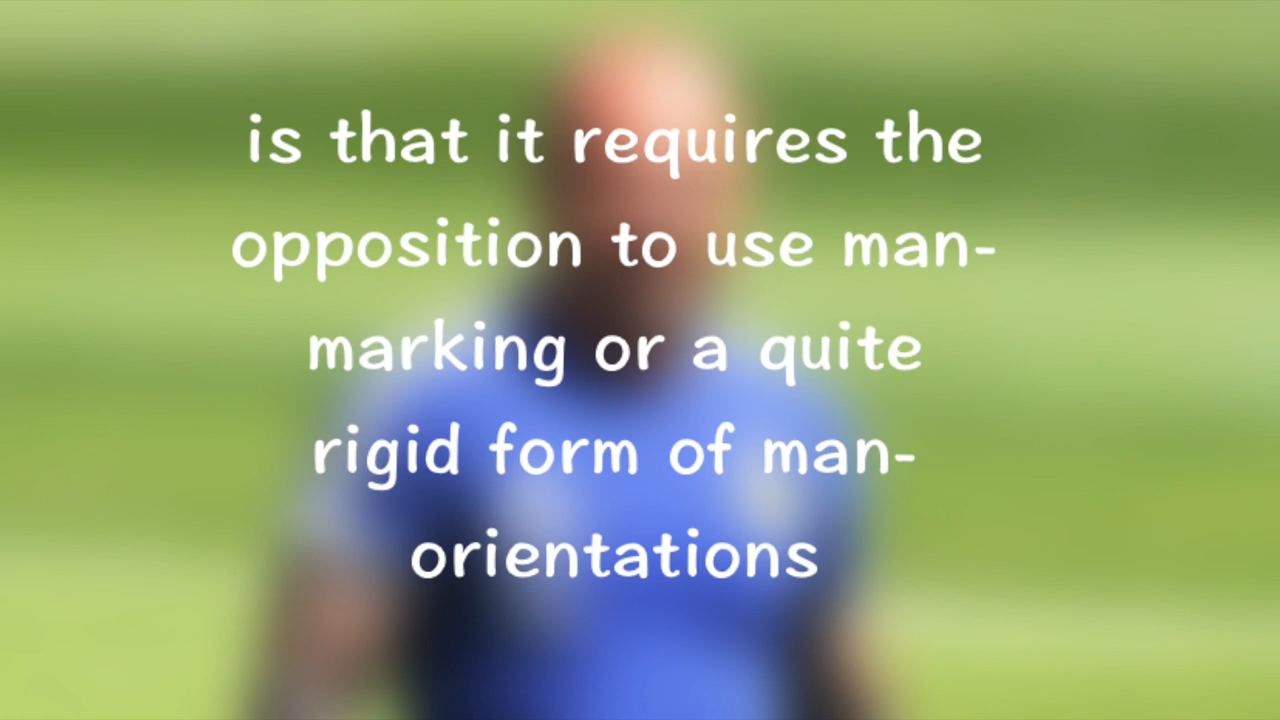 is that it requires the
opposition to use man-
marking or a quite
rigid form of man-
orientations